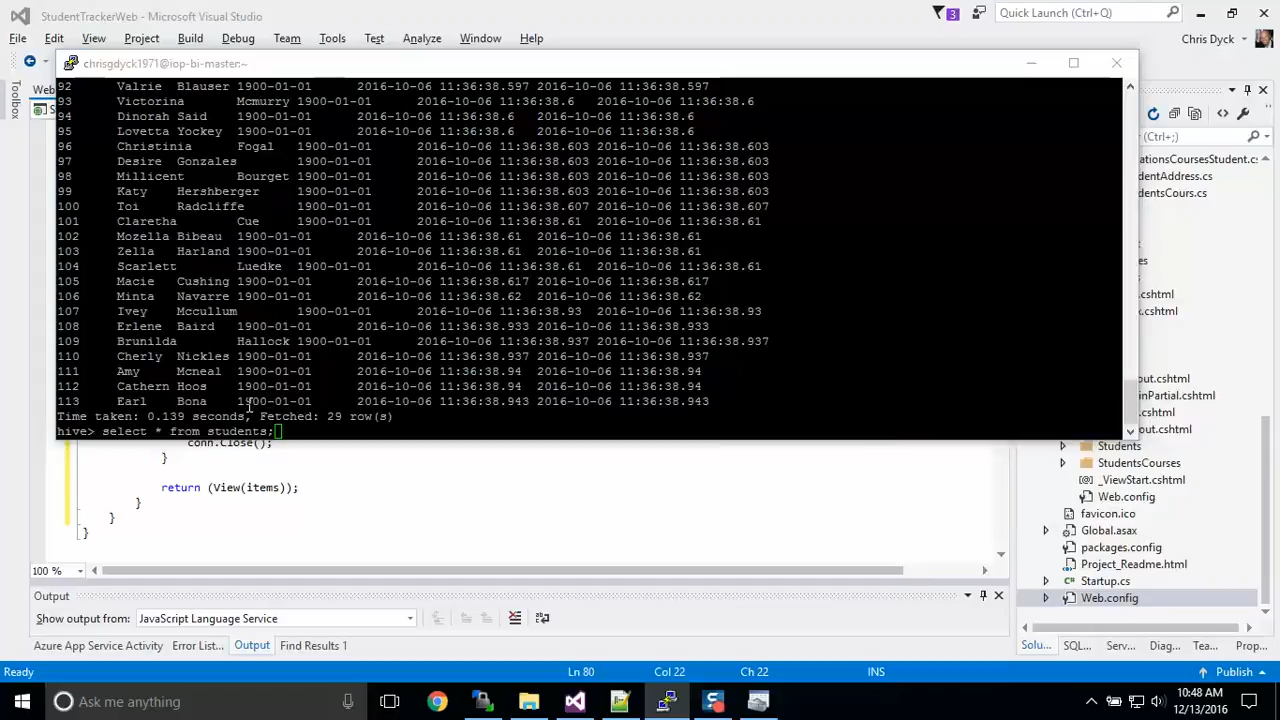 StudentTrackerWeb - Microsoft Visual Studio
3
Quick Launch (Ctrl+Q)
File Edit View Project Build Debug Team Tools Test Analyze Window Help
Chris Dyck
chrisgdyck1971@iop-bi-master:~
Toolbox
Web
92 Valrie Blauser 1900-01-01 2016-10-06 11:36:38.597 2016-10-06 11:36:38.597
93 Victorina Mcmurry 1900-01-01 2016-10-06 11:36:38.6 2016-10-06 11:36:38.6
94 Dinorah Said 1900-01-01 2016-10-06 11:36:38.6 2016-10-06 11:36:38.6
95 Lovetta Yockey 1900-01-01 2016-10-06 11:36:38.6 2016-10-06 11:36:38.6
96 Christinia Fogal 1900-01-01 2016-10-06 11:36:38.603 2016-10-06 11:36:38.603
97 Desire Gonzales 1900-01-01 2016-10-06 11:36:38.603 2016-10-06 11:36:38.603
98 Millicent Bourget 1900-01-01 2016-10-06 11:36:38.603 2016-10-06 11:36:38.603
99 Katy Hershberger 1900-01-01 2016-10-06 11:36:38.603 2016-10-06 11:36:38.603
100 Toi Radcliffe 1900-01-01 2016-10-06 11:36:38.607 2016-10-06 11:36:38.607
101 Claretha Cue 1900-01-01 2016-10-06 11:36:38.61 2016-10-06 11:36:38.61
102 Mozella Bibeau 1900-01-01 2016-10-06 11:36:38.61 2016-10-06 11:36:38.61
103 Zella Harland 1900-01-01 2016-10-06 11:36:38.61 2016-10-06 11:36:38.61
104 Scarlett Luedke 1900-01-01 2016-10-06 11:36:38.61 2016-10-06 11:36:38.61
105 Macie Cushing 1900-01-01 2016-10-06 11:36:38.617 2016-10-06 11:36:38.617
106 Minta Navarre 1900-01-01 2016-10-06 11:36:38.62 2016-10-06 11:36:38.62
107 Ivey Mccullum 1900-01-01 2016-10-06 11:36:38.93 2016-10-06 11:36:38.93
108 Erlene Baird 1900-01-01 2016-10-06 11:36:38.933 2016-10-06 11:36:38.933
109 Brunilda Hallock 1900-01-01 2016-10-06 11:36:38.937 2016-10-06 11:36:38.937
110 Cherly Nickles 1900-01-01 2016-10-06 11:36:38.937 2016-10-06 11:36:38.937
111 Amy Mcneal 1900-01-01 2016-10-06 11:36:38.94 2016-10-06 11:36:38.94
112 Cathern Hoos 1900-01-01 2016-10-06 11:36:38.94 2016-10-06 11:36:38.94
113 Earl Bona 1900-01-01 2016-10-06 11:36:38.943 2016-10-06 11:36:38.943
Time taken: 0.139 seconds, Fetched: 29 row(s)
hive> select * from students;
conn.Close();
}
return (View(items));
}
}
}
(Ctrl+;)
ationsCoursesStudent.cs
dentAddress.cs
dentsCours.cs
es
.cshtml
.cshtml
out.cshtml
.cshtml
out.cshtml
Students
StudentsCourses
_ViewStart.cshtml
Web.config
favicon.ico
Global.asax
packages.config
Project_Readme.html
Startup.cs
Web.config
100 %
Output
Show output from: JavaScript Language Service
Azure App Service Activity Error List... Output Find Results 1
Solu... SQL... Serv... Diag... Tea... Prop...
Ready Ln 80 Col 22 Ch 22 INS Publish
Ask me anything
10:48 AM
12/13/2016